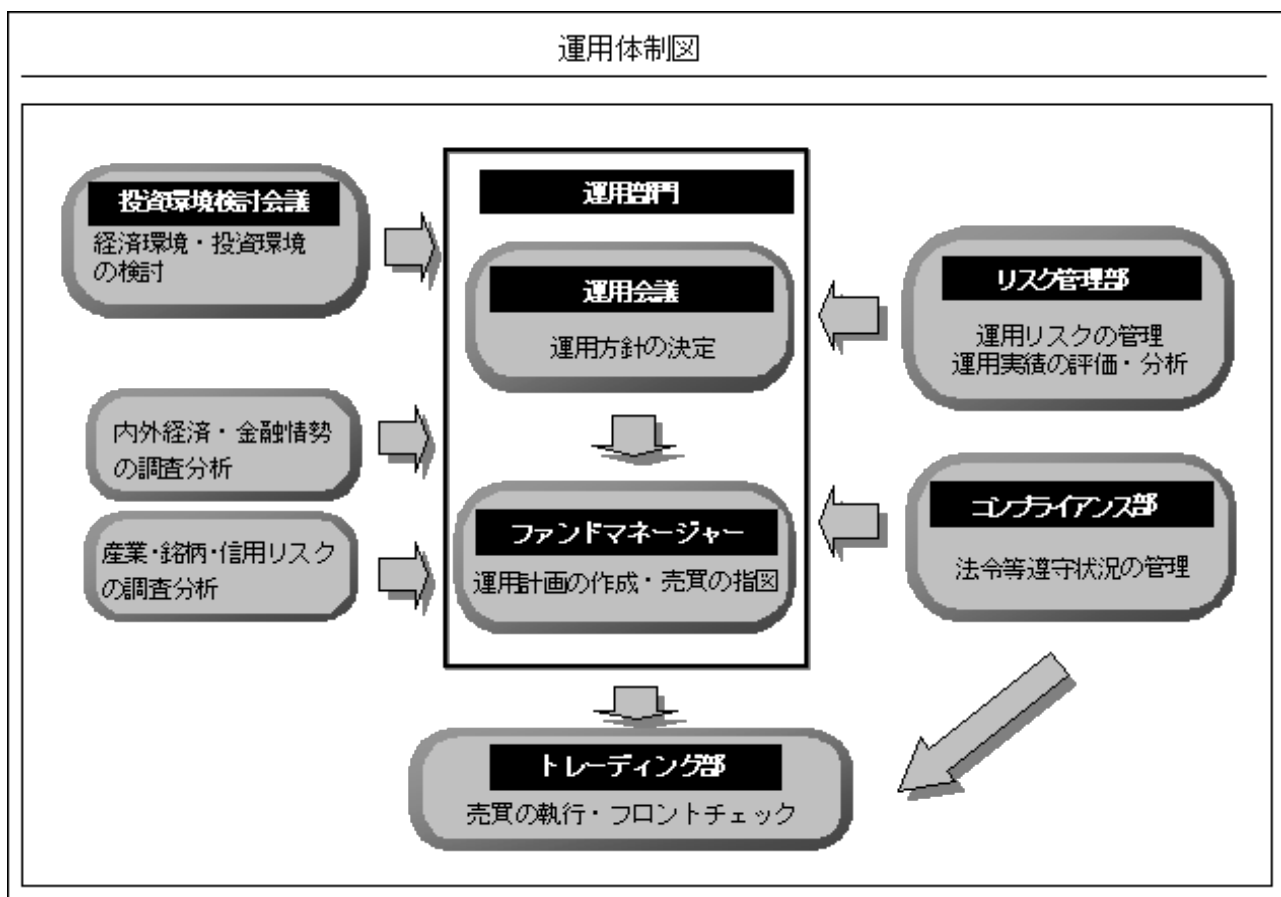 運用体制図
投資環境検討会議
経済環境・投資環境
の検討
内外経済・金融情勢
の調査分析
産業・銘柄・信用リスク
の調査分析
運用部門
運用会議
運用方針の決定
ファンドマネージャー
運用計画の作成・売買の指図
トレーディング部
売買の執行・フロントチェック
リスク管理部
運用リスクの管理
運用実績の評価・分析
コンプライアンス部
法令等遵守状況の管理